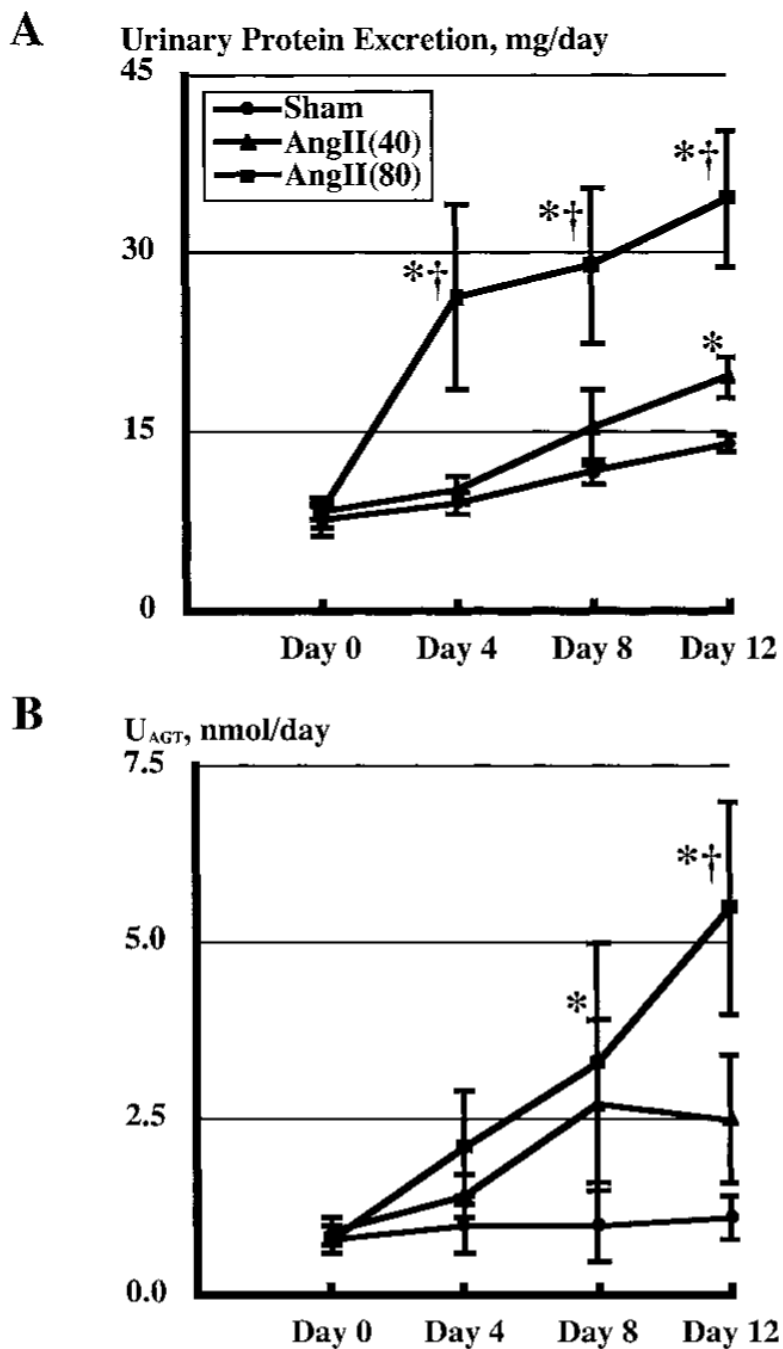 A
Urinary Protein Excretion, mg/day
45
Sham
AngII(40)
AngII(80)
*†
*†
30
*†
*
15
0
Day 0 Day 4 Day 8 Day 12
B
U_AGT, nmol/day
7.5
*†
5.0
*
2.5
0.0
Day 0 Day 4 Day 8 Day 12